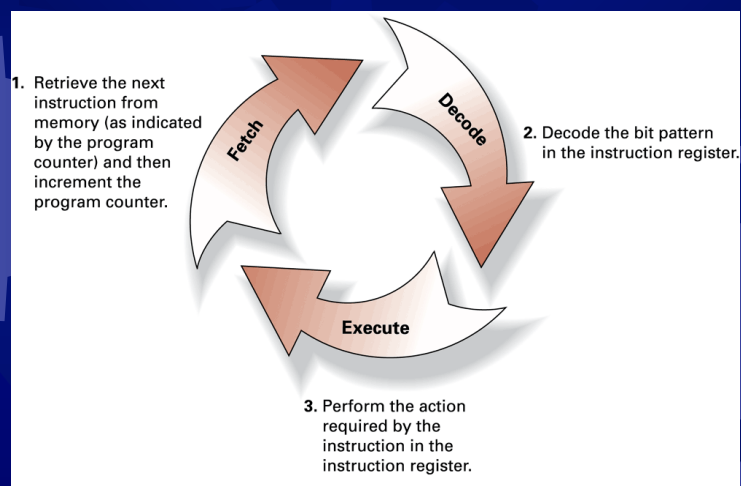 1. Retrieve the next
instruction from
memory (as indicated
by the program
counter) and then
increment the
program counter.
Fetch
Decode
2. Decode the bit pattern
in the instruction register.
Execute
3. Perform the action
required by the
instruction in the
instruction register.